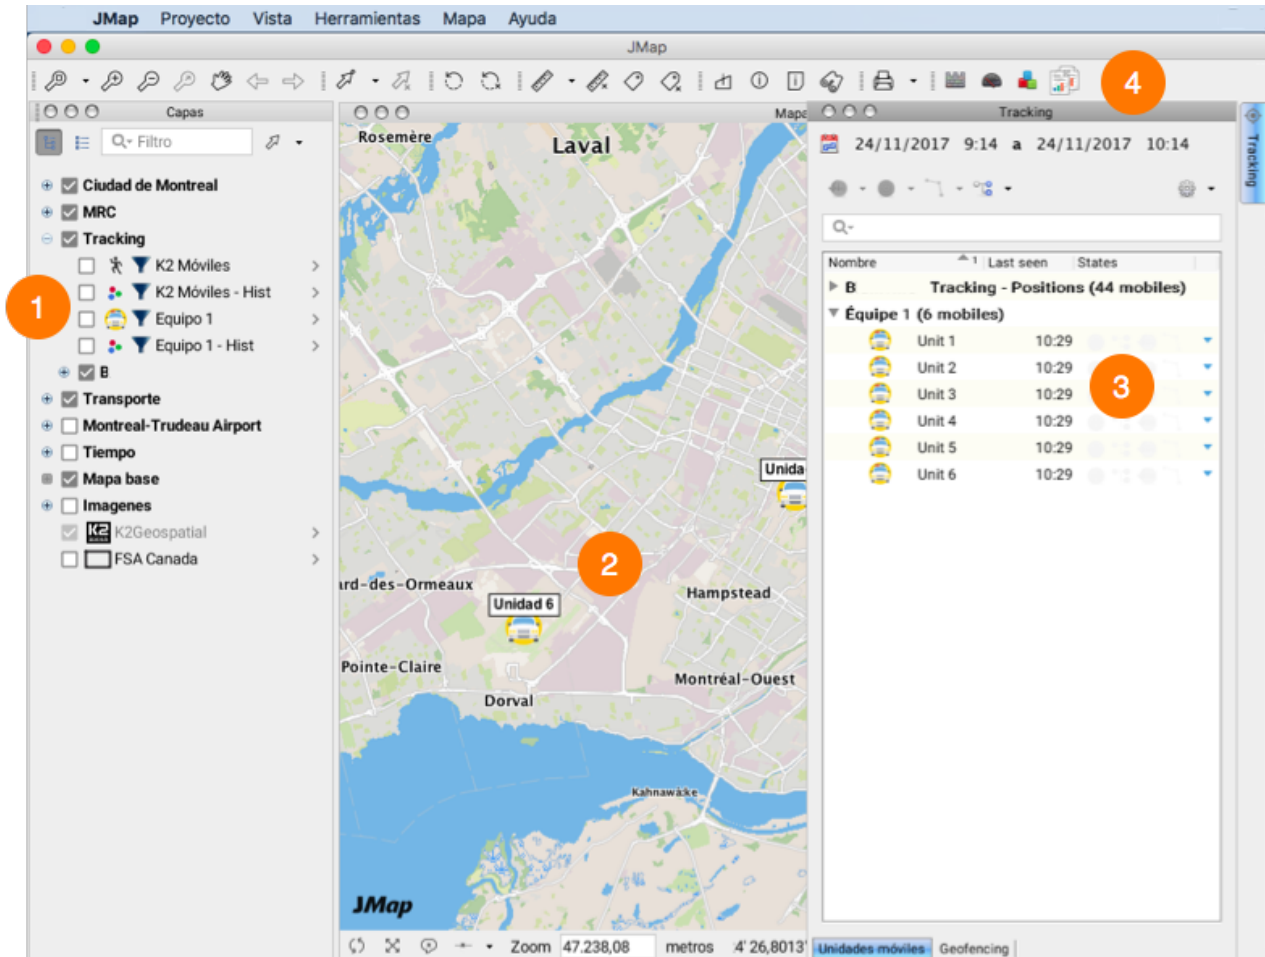 JMap Proyecto Vista Herramientas Mapa Ayuda
JMap
4
Capas
Filtro
Ciudad de Montreal
MRC
Tracking
K2 Móviles
K2 Móviles - Hist
Equipo 1
Equipo 1 - Hist
B
Transporte
Montreal-Trudeau Airport
Tiempo
Mapa base
Imagenes
K2 K2Geospatial
FSA Canada
1
Mapa
Rosemère
Laval
Unida
2
ard-des-Ormeaux
Hampstead
Unidad 6
Pointe-Claire
Montréal-Ouest
Dorval
Kahnawàke
JMap
Zoom 47.238,08 metros 4' 26,8013'
Tracking
24/11/2017 9:14 a 24/11/2017 10:14
Tracking
Nombre 1 Last seen States
B Tracking - Positions (44 mobiles)
Équipe 1 (6 mobiles)
Unit 1 10:29
Unit 2 10:29
Unit 3 10:29
3
Unit 4 10:29
Unit 5 10:29
Unit 6 10:29
Unidades móviles Geofencing